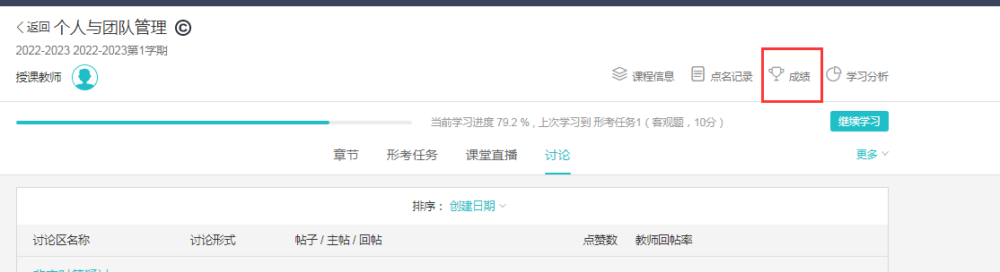 返回 个人与团队管理 ©
2022-2023 2022-2023第1学期
授课教师
课程信息 点名记录 成绩 学习分析
当前学习进度 79.2 % , 上次学习到 形考任务1（客观题，10分） 继续学习
章节 形考任务 课堂直播 讨论 更多
排序： 创建日期
讨论区名称 讨论形式 帖子 / 主帖 / 回帖 点赞数 教师回帖率